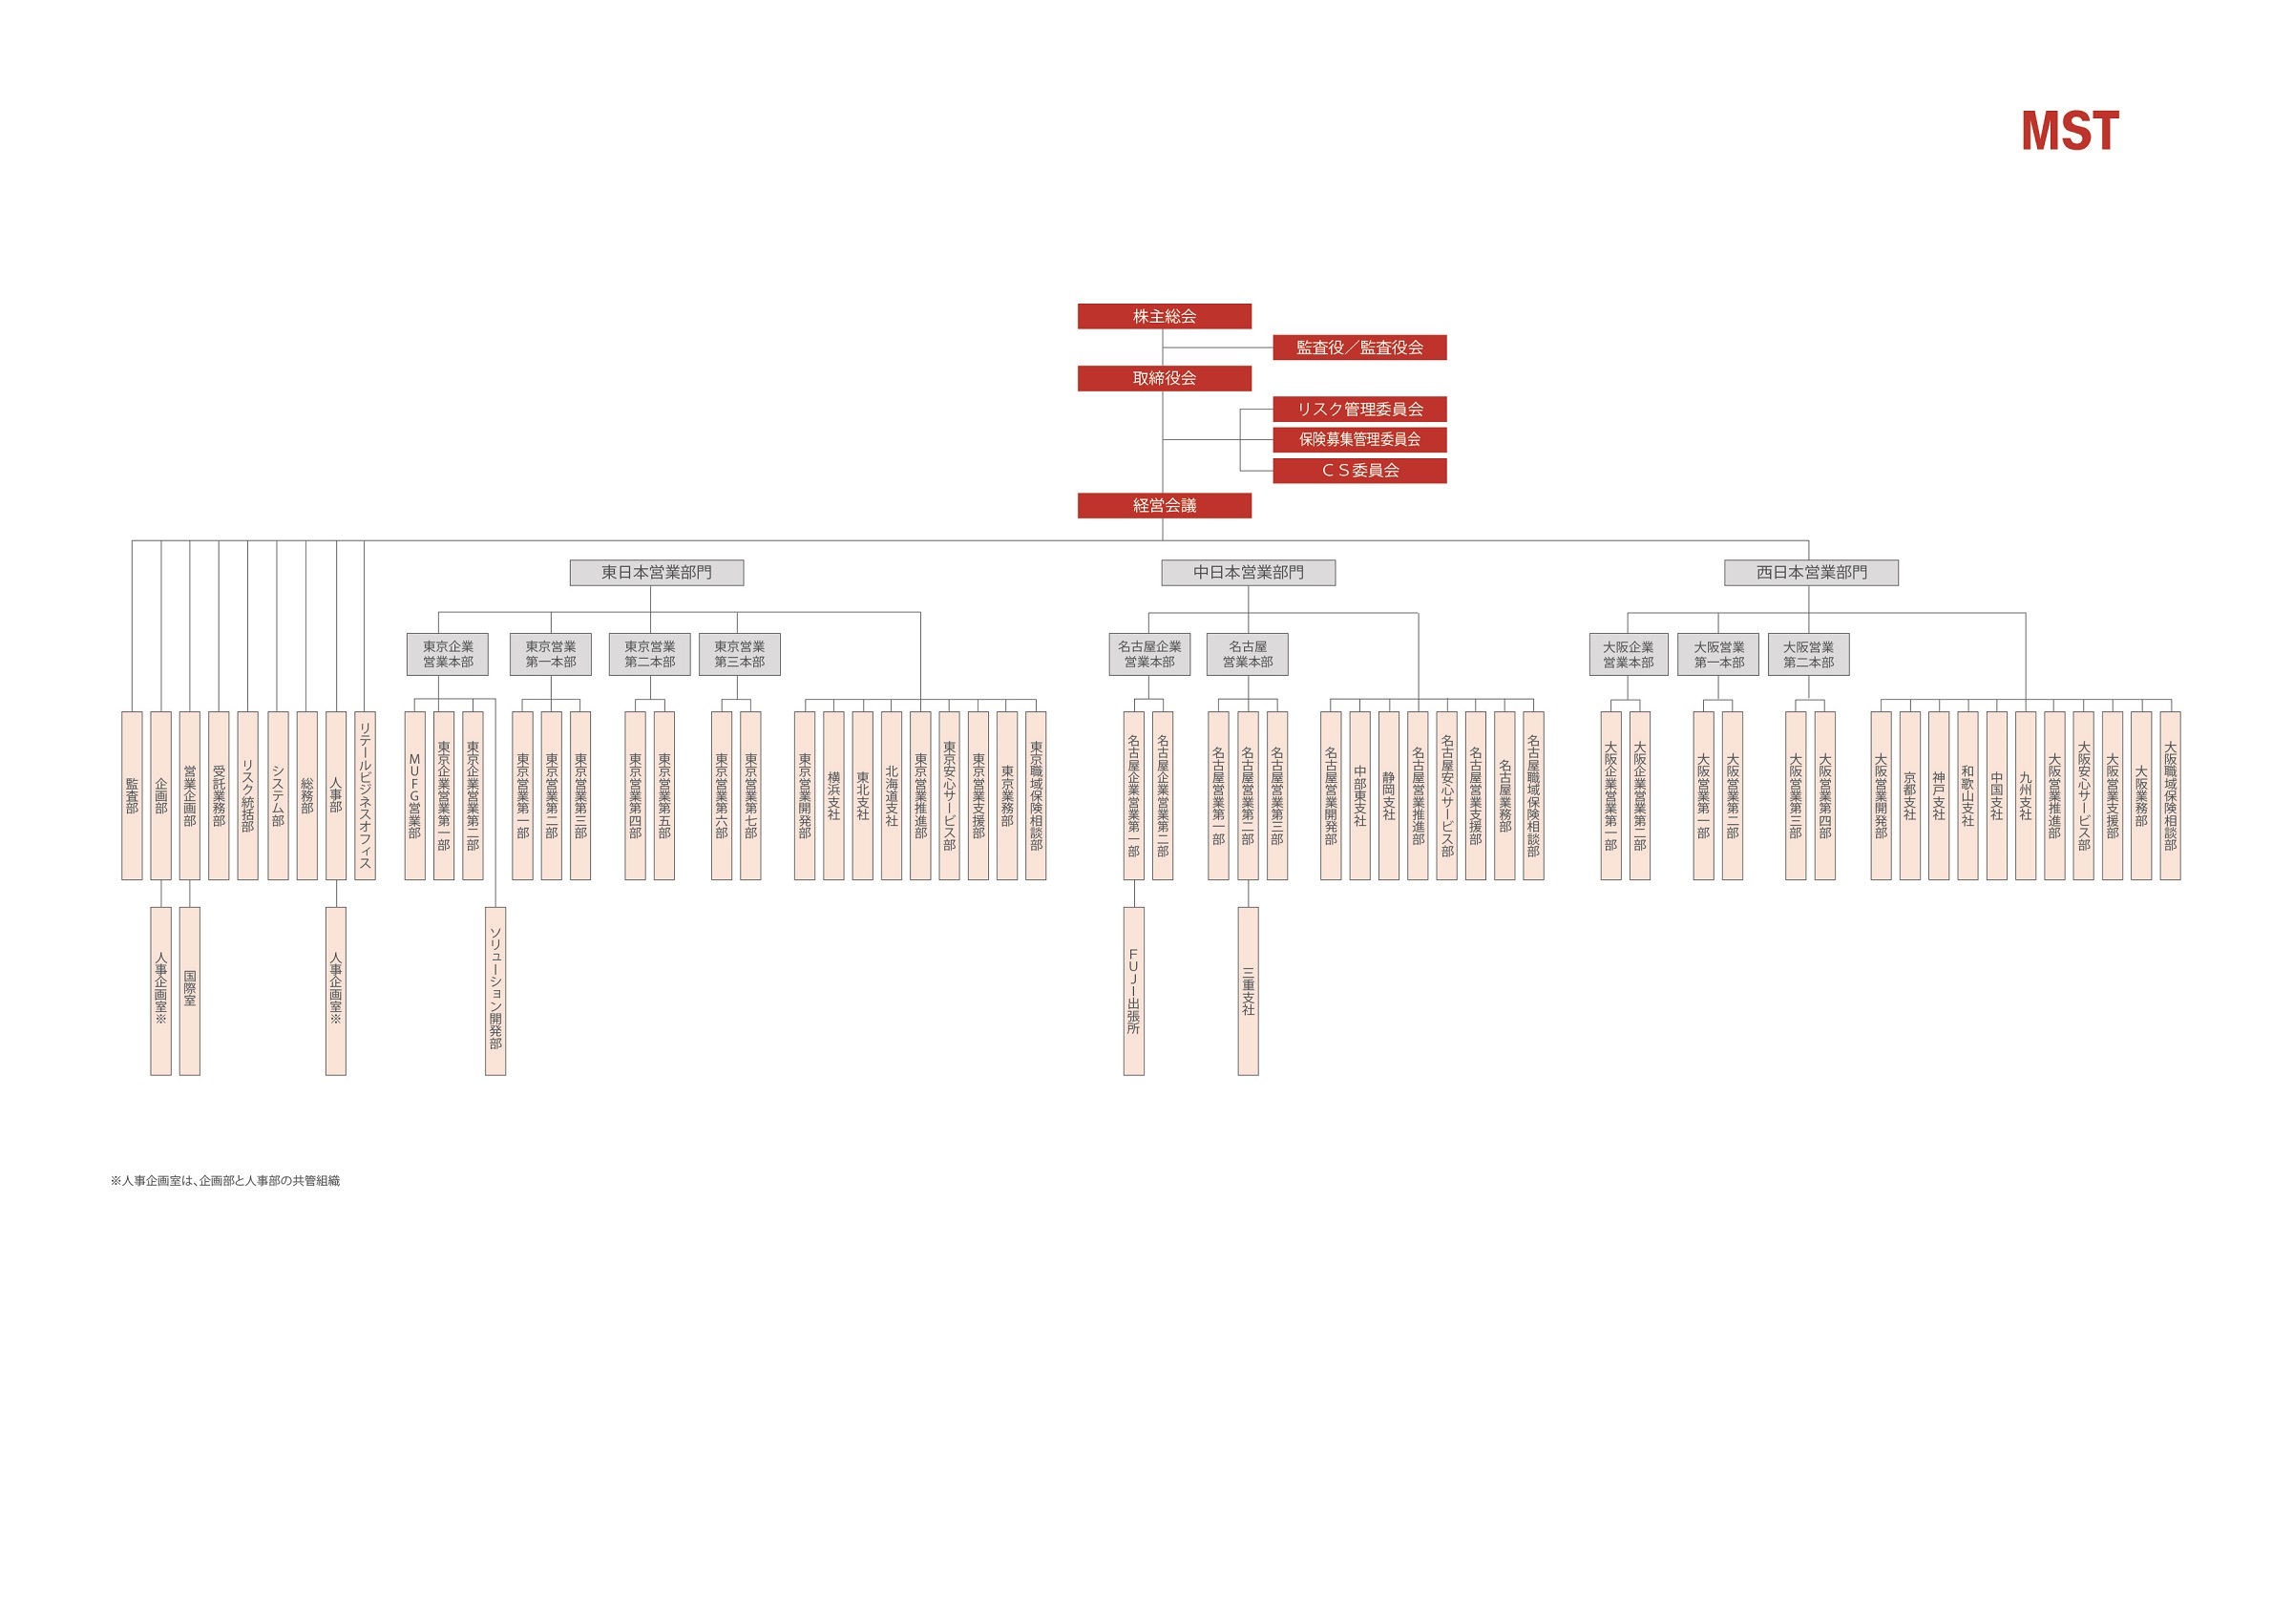 MST
株主総会
監査役／監査役会
取締役会
リスク管理委員会
保険募集管理委員会
ＣＳ委員会
経営会議
東日本営業部門
中日本営業部門
西日本営業部門
東京企業
営業本部
東京営業
第一本部
東京営業
第二本部
東京営業
第三本部
名古屋企業
営業本部
名古屋
営業本部
大阪企業
営業本部
大阪営業
第一本部
大阪営業
第二本部
監査部
企画部
営業企画部
受託業務部
リスク統括部
システム部
総務部
人事部
リテールビジネスオフィス
ＭＵＦＧ営業部
東京企業営業第一部
東京企業営業第二部
東京営業第一部
東京営業第二部
東京営業第三部
東京営業第四部
東京営業第五部
東京営業第六部
東京営業第七部
東京営業開発部
横浜支社
東北支社
北海道支社
東京営業推進部
東京安心サービス部
東京営業支援部
東京業務部
東京職域保険相談部
名古屋企業営業第一部
名古屋企業営業第二部
名古屋営業第一部
名古屋営業第二部
名古屋営業第三部
名古屋営業開発部
中部東支社
静岡支社
名古屋営業推進部
名古屋安心サービス部
名古屋営業支援部
名古屋業務部
名古屋職域保険相談部
大阪企業営業第一部
大阪企業営業第二部
大阪営業第一部
大阪営業第二部
大阪営業第三部
大阪営業第四部
大阪営業開発部
京都支社
神戸支社
和歌山支社
中国支社
九州支社
大阪営業推進部
大阪安心サービス部
大阪営業支援部
大阪業務部
大阪職域保険相談部
人事企画室※
国際室
人事企画室※
ソリューション開発部
ＦＵＪＩ出張所
三重支社
※人事企画室は、企画部と人事部の共管組織